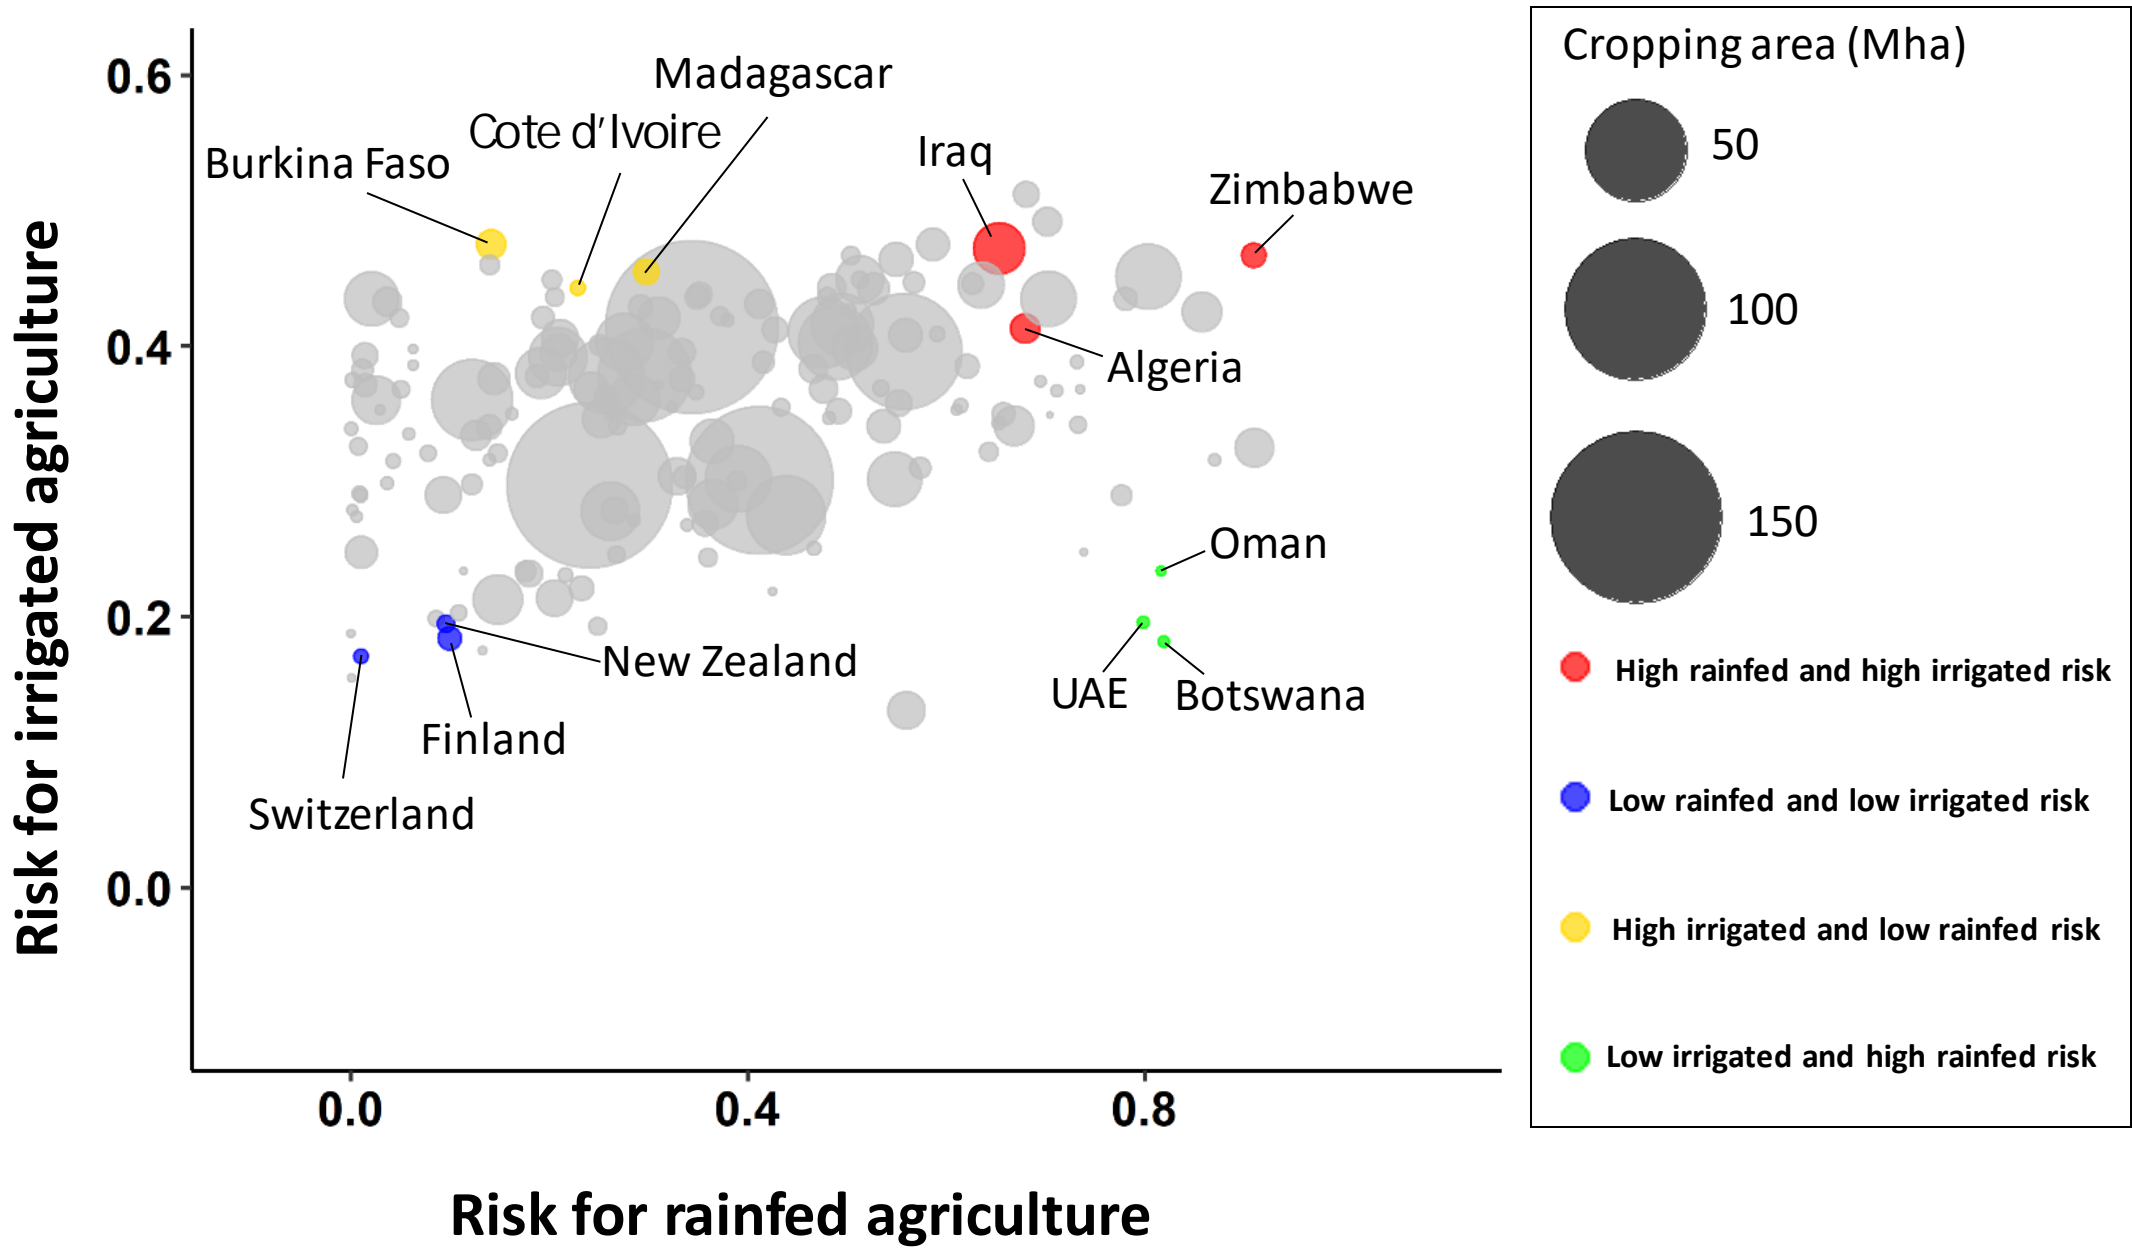 Risk for irrigated agriculture
0.6
0.4
0.2
0.0
Madagascar
Cote d'Ivoire
Burkina Faso
Iraq
Zimbabwe
Algeria
Oman
UAE
Botswana
New Zealand
Finland
Switzerland
0.0
0.4
0.8
Risk for rainfed agriculture
Cropping area (Mha)
50
100
150
High rainfed and high irrigated risk
Low rainfed and low irrigated risk
High irrigated and low rainfed risk
Low irrigated and high rainfed risk